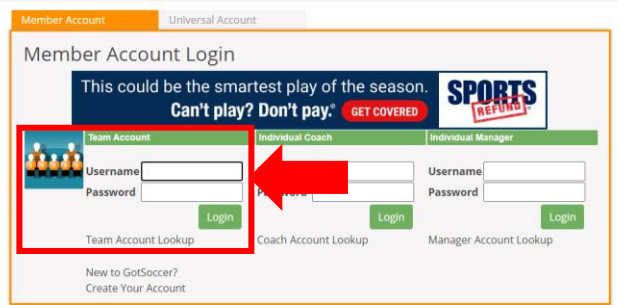 Member Account
Universal Account
Member Account Login
This could be the smartest play of the season.
Can't play? Don't pay.® GET COVERED
SPORTS
REFUND
Team Account
Individual Coach
Individual Manager
Username
Username
Password
Password
Login
Login
Login
Team Account Lookup
Coach Account Lookup
Manager Account Lookup
New to GotSoccer?
Create Your Account